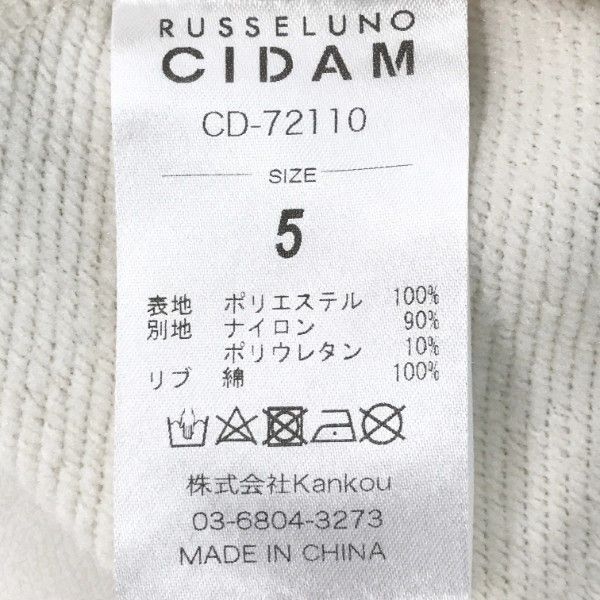 RUSSELUNO
CIDAM
CD-72110
SIZE
5
表地 ポリエステル 100%
別地 ナイロン 90%
ポリウレタン 10%
リブ 綿 100%
株式会社Kankou
03-6804-3273
MADE IN CHINA